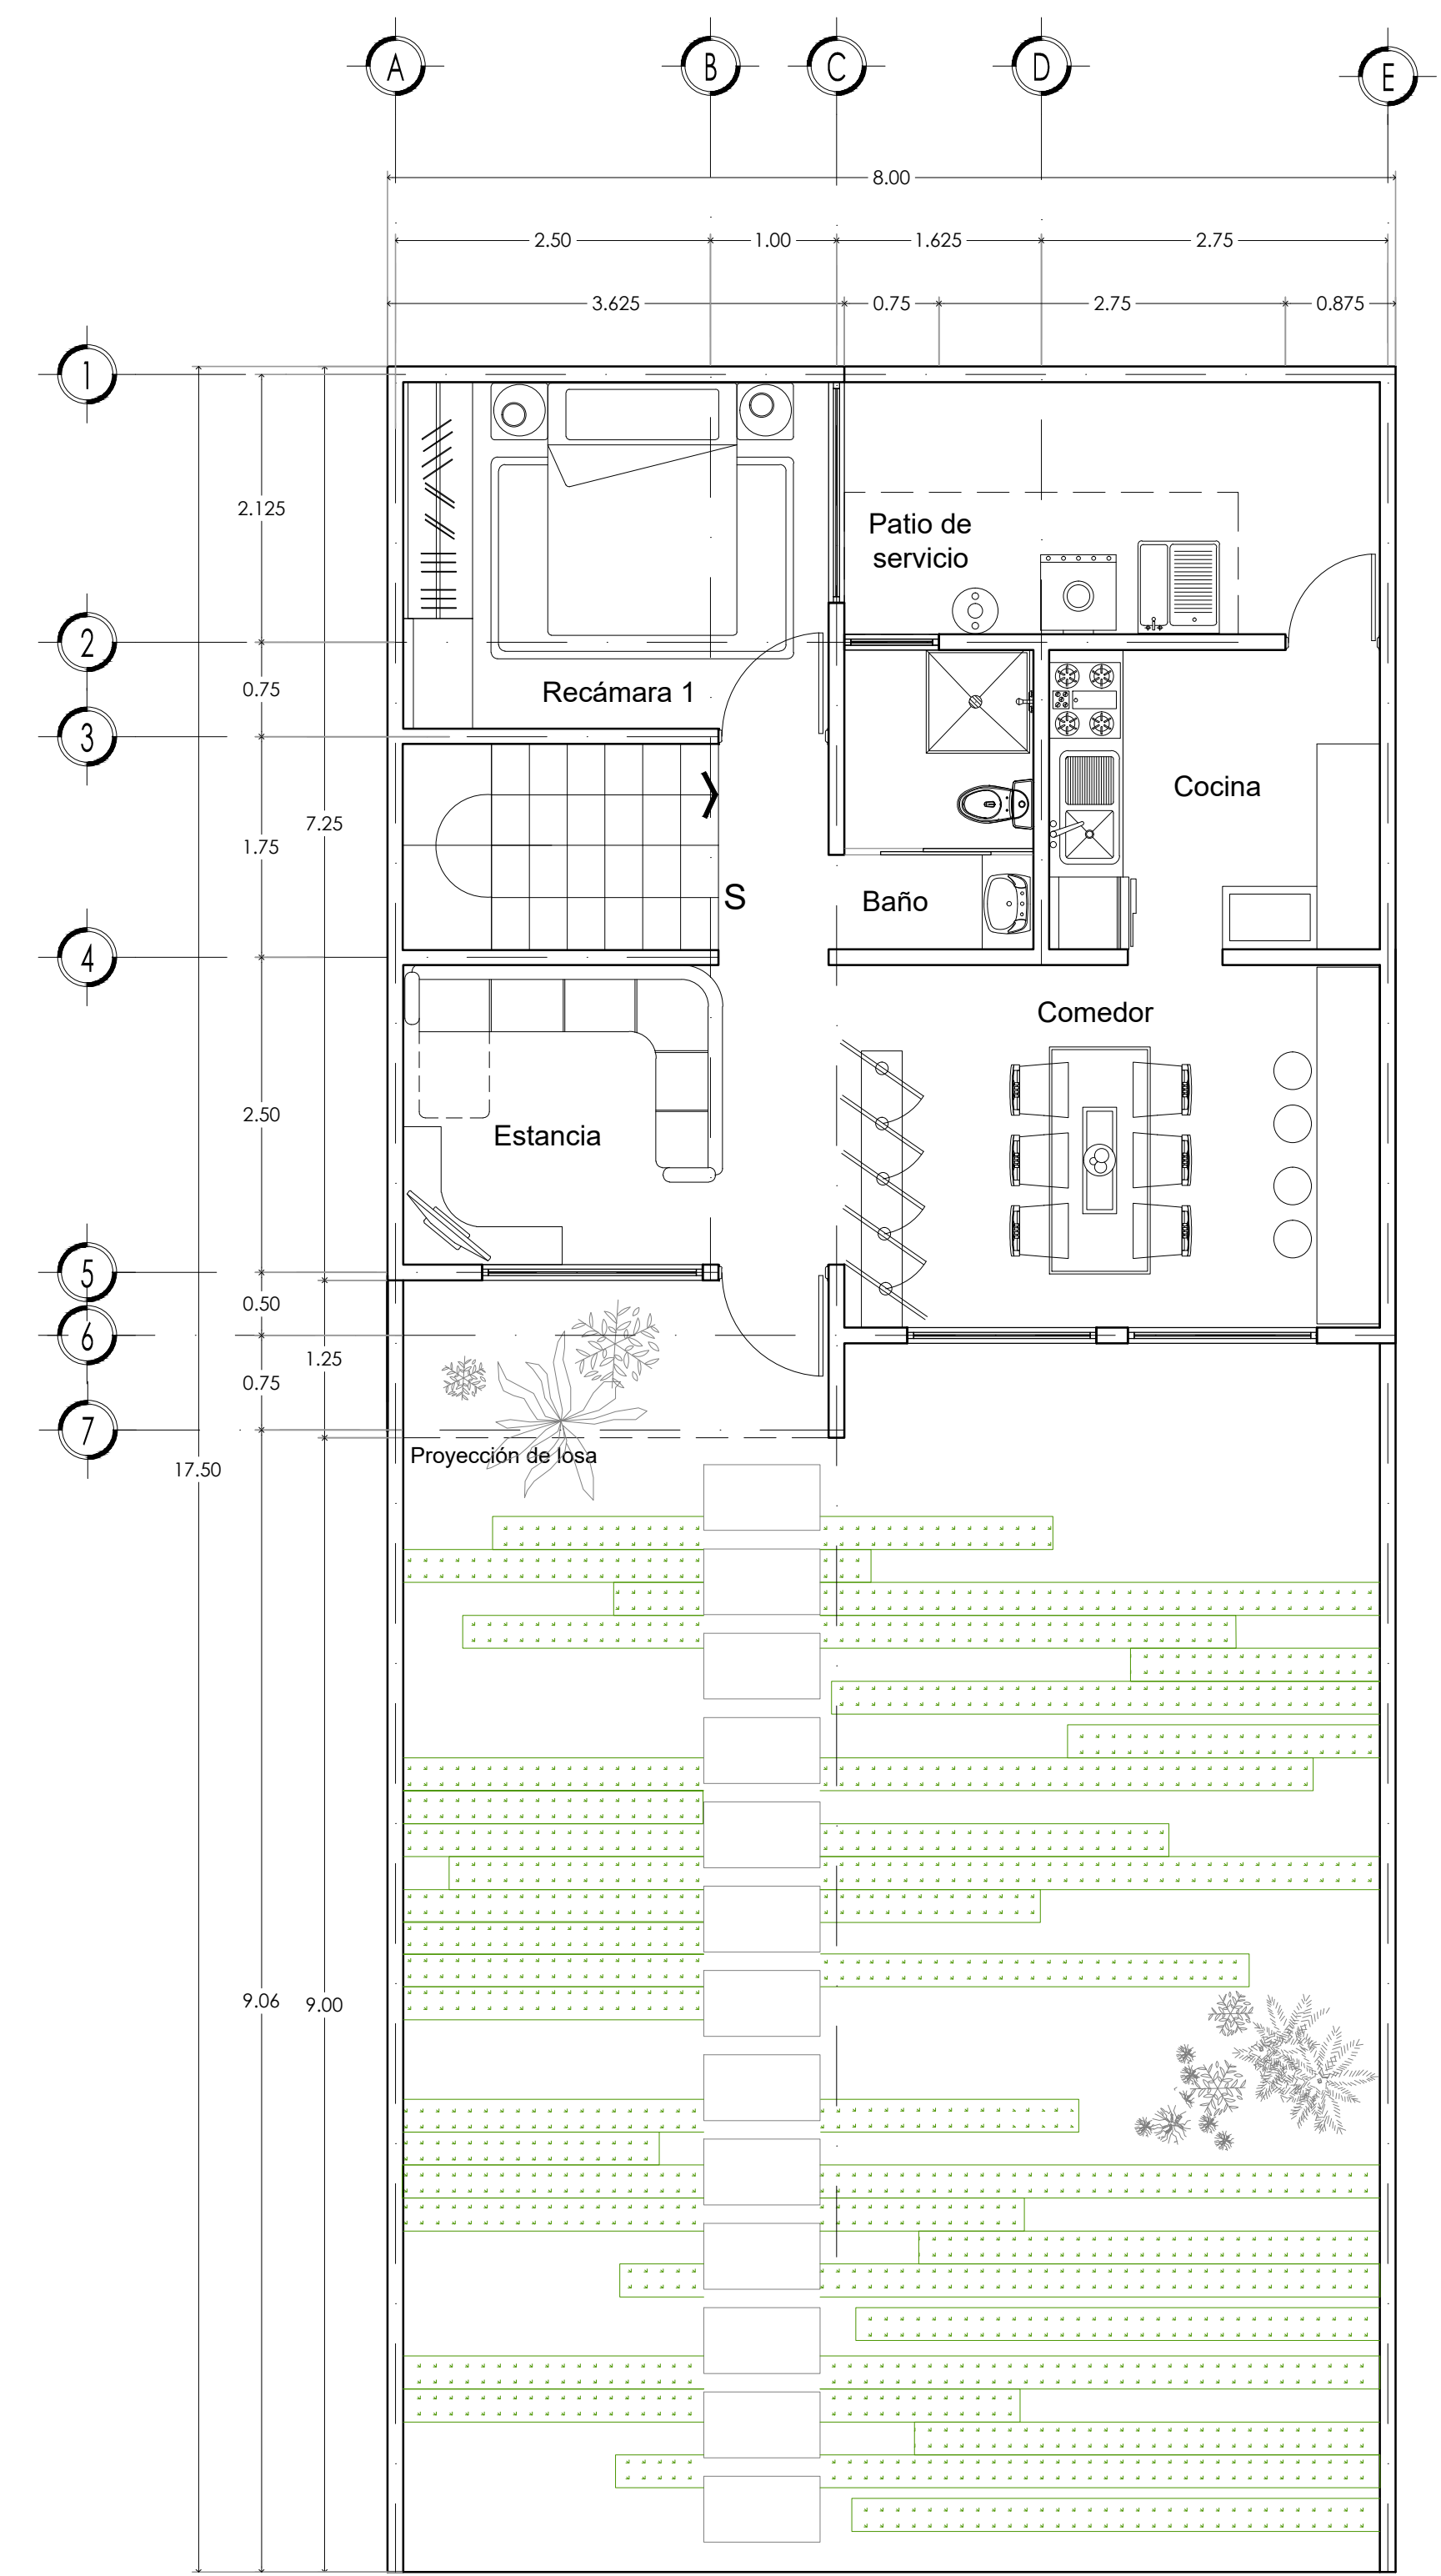 A B C D E
8.00
2.50 1.00 1.625 2.75
3.625 0.75 2.75 0.875
1
2.125
Patio de
servicio
2
0.75
Recámara 1
3
Cocina
7.25
1.75
S
Baño
4
Comedor
2.50
Estancia
5
0.50
6
1.25
0.75
7
Proyección de losa
17.50
9.06
9.00